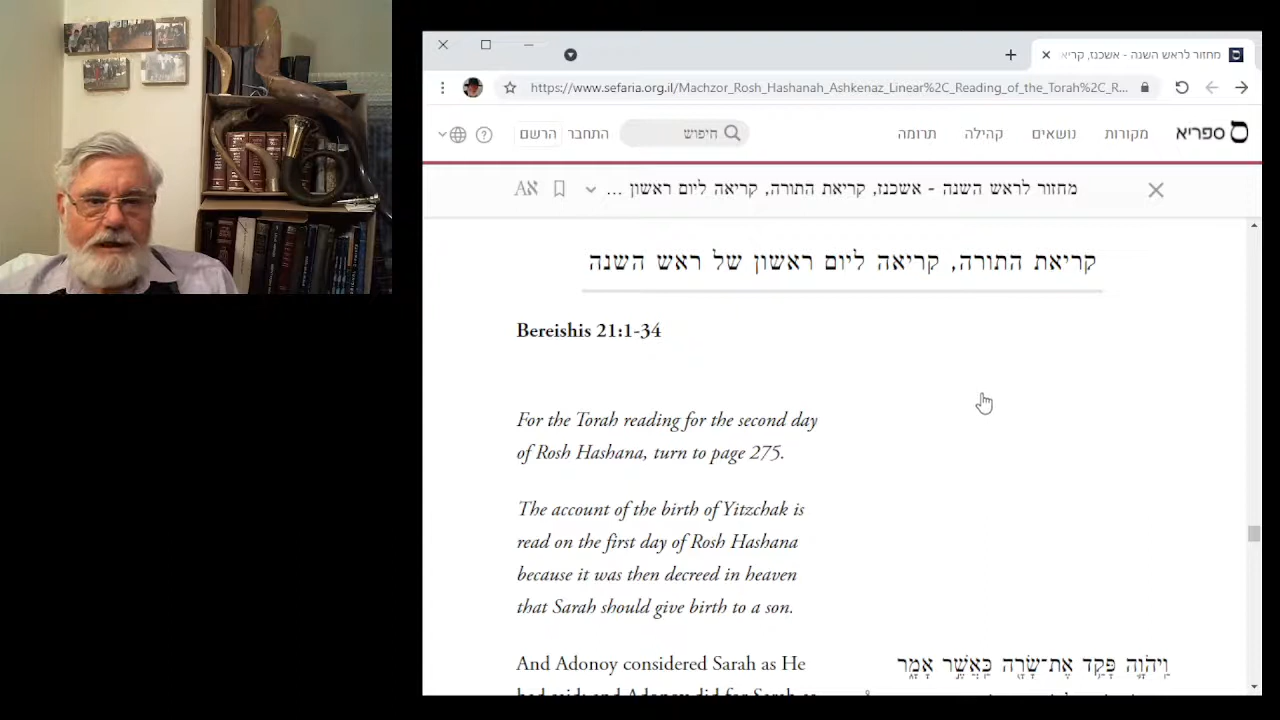 מחזור לראש השנה - אשכנז, קריא
https://www.sefaria.org.il/Machzor_Rosh_Hashanah_Ashkenaz_Linear%2C_Reading_of_the_Torah%2C_R...
ספריא מקורות נושאים קהילה תרומה חיפוש התחבר הרשם
מחזור לראש השנה - אשכנז, קריאת התורה, קריאה ליום ראשון ...
קריאת התורה, קריאה ליום ראשון של ראש השנה
Bereishis 21:1-34
For the Torah reading for the second day
of Rosh Hashana, turn to page 275.
The account of the birth of Yitzchak is
read on the first day of Rosh Hashana
because it was then decreed in heaven
that Sarah should give birth to a son.
And Adonoy considered Sarah as He
וַֽיהֹוָ֛ה פָּקַ֥ד אֶת־שָׂרָ֖ה כַּֽאֲשֶׁ֣ר אָמָ֑ר